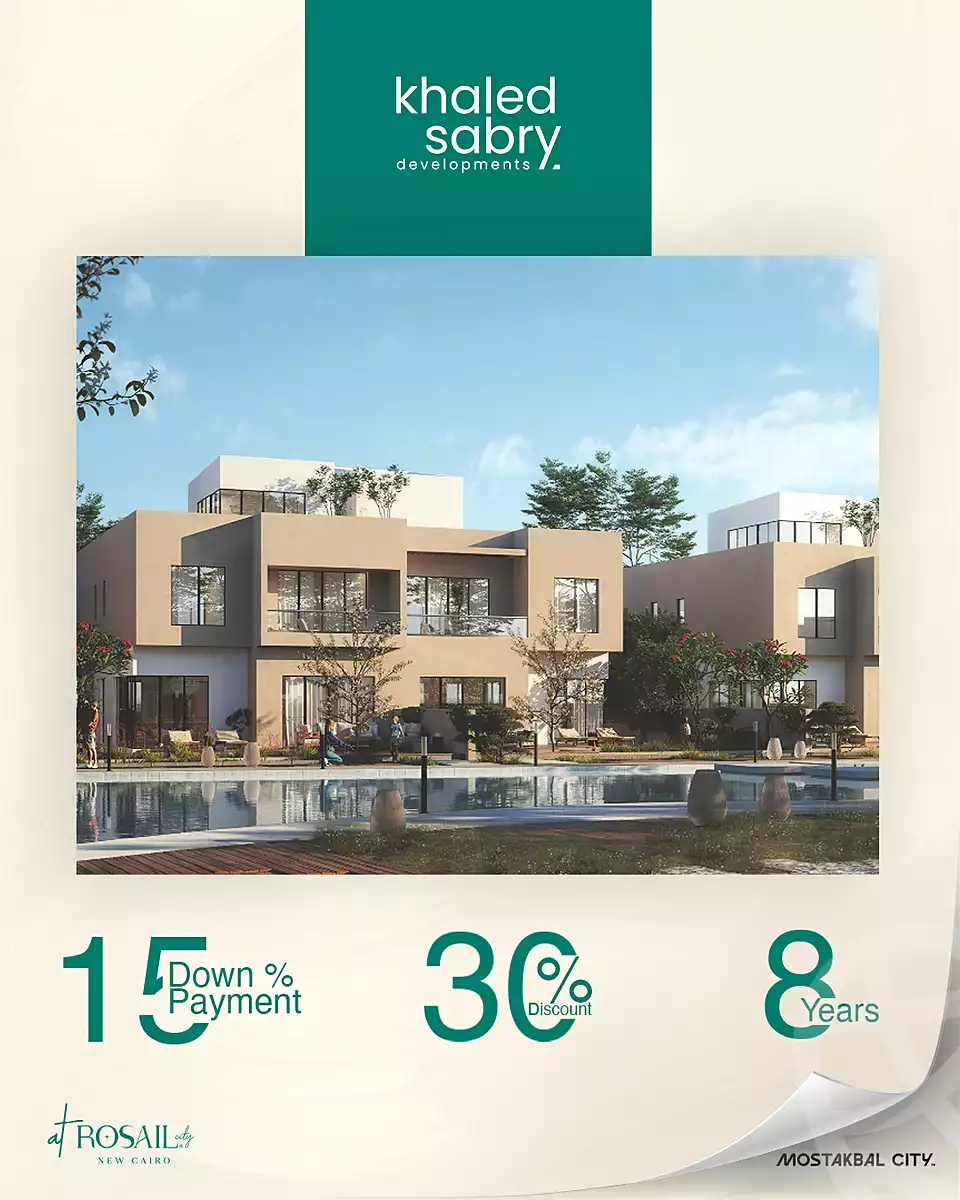 khaled
sabry
developments
15 Down %
Payment
30%
Discount
8 Years
at ROSAIL city
NEW CAIRO
MOSTAKBAL CITY